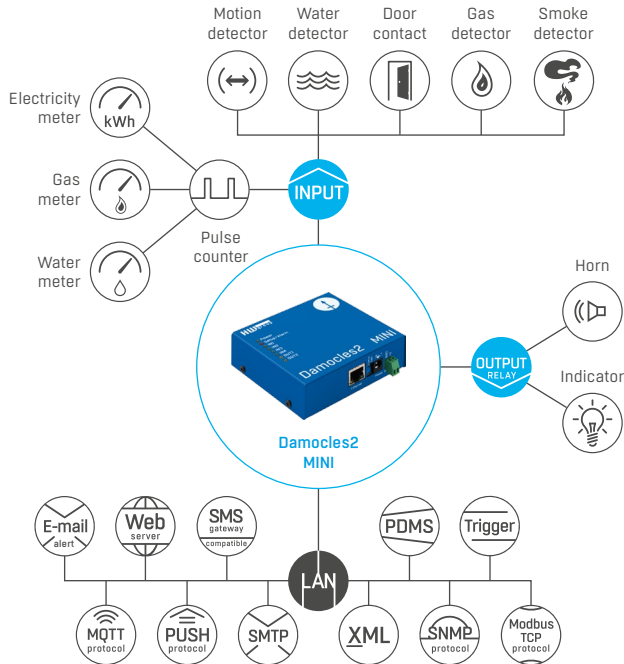 Motion
detector
Water
detector
Door
contact
Gas
detector
Smoke
detector
Electricity
meter
kWh
Gas
meter
Water
meter
Pulse
counter
INPUT
Damocles2 MINI
Damocles2
MINI
Horn
OUTPUT
RELAY
Indicator
E-mail
alert
Web
server
SMS
gateway
compatible
PDMS
Trigger
LAN
MQTT
protocol
PUSH
protocol
SMTP
XML
SNMP
protocol
Modbus
TCP
protocol